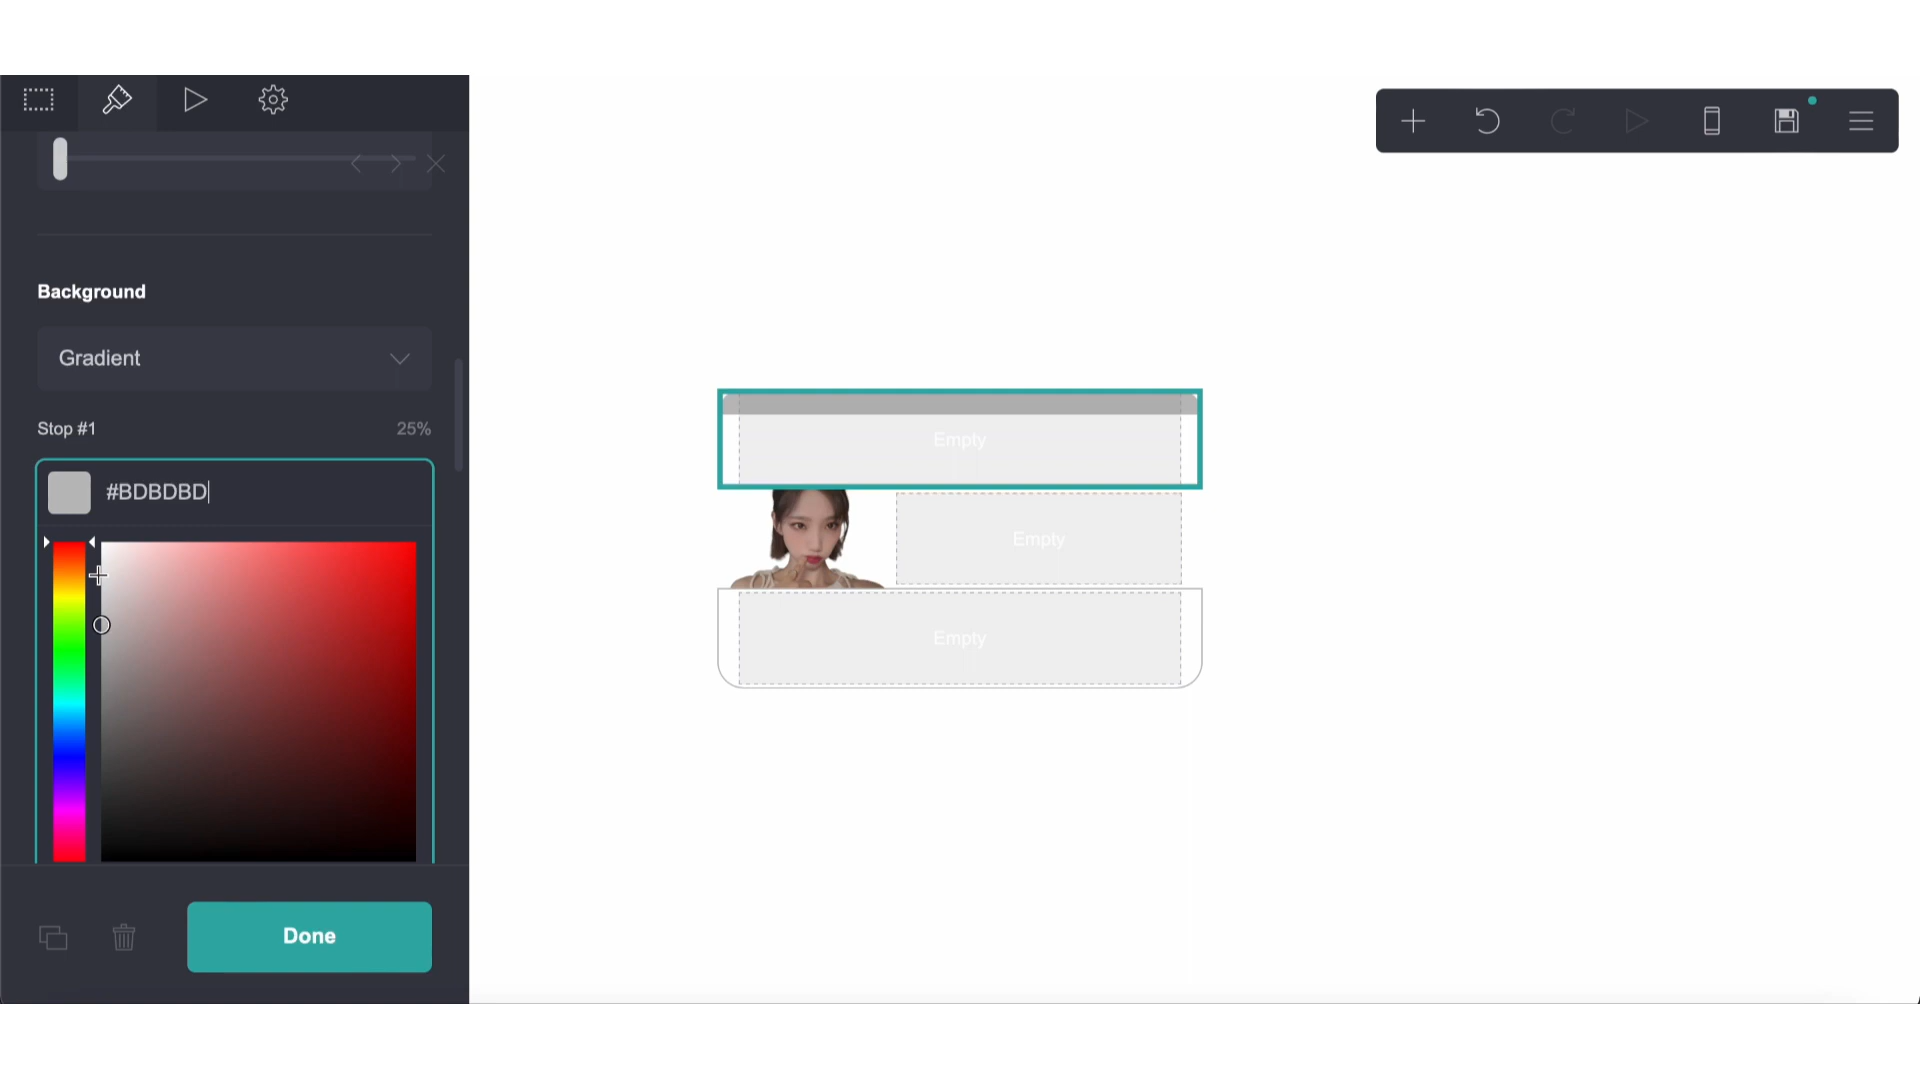 Background
Gradient
Stop #1 25%
#BDBDBD
Empty
Empty
Empty
Done